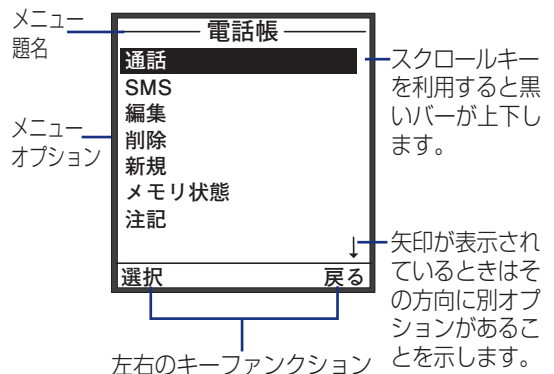 メニュー
題名
電話帳
通話
SMS
編集
削除
新規
メモリ状態
注記
↓
選択
戻る
メニュー
オプション
スクロールキー
を利用すると黒
いバーが上下し
ます。
矢印が表示され
ているときはそ
の方向に別オプ
ションがあるこ
とを示します。
左右のキーファンクション